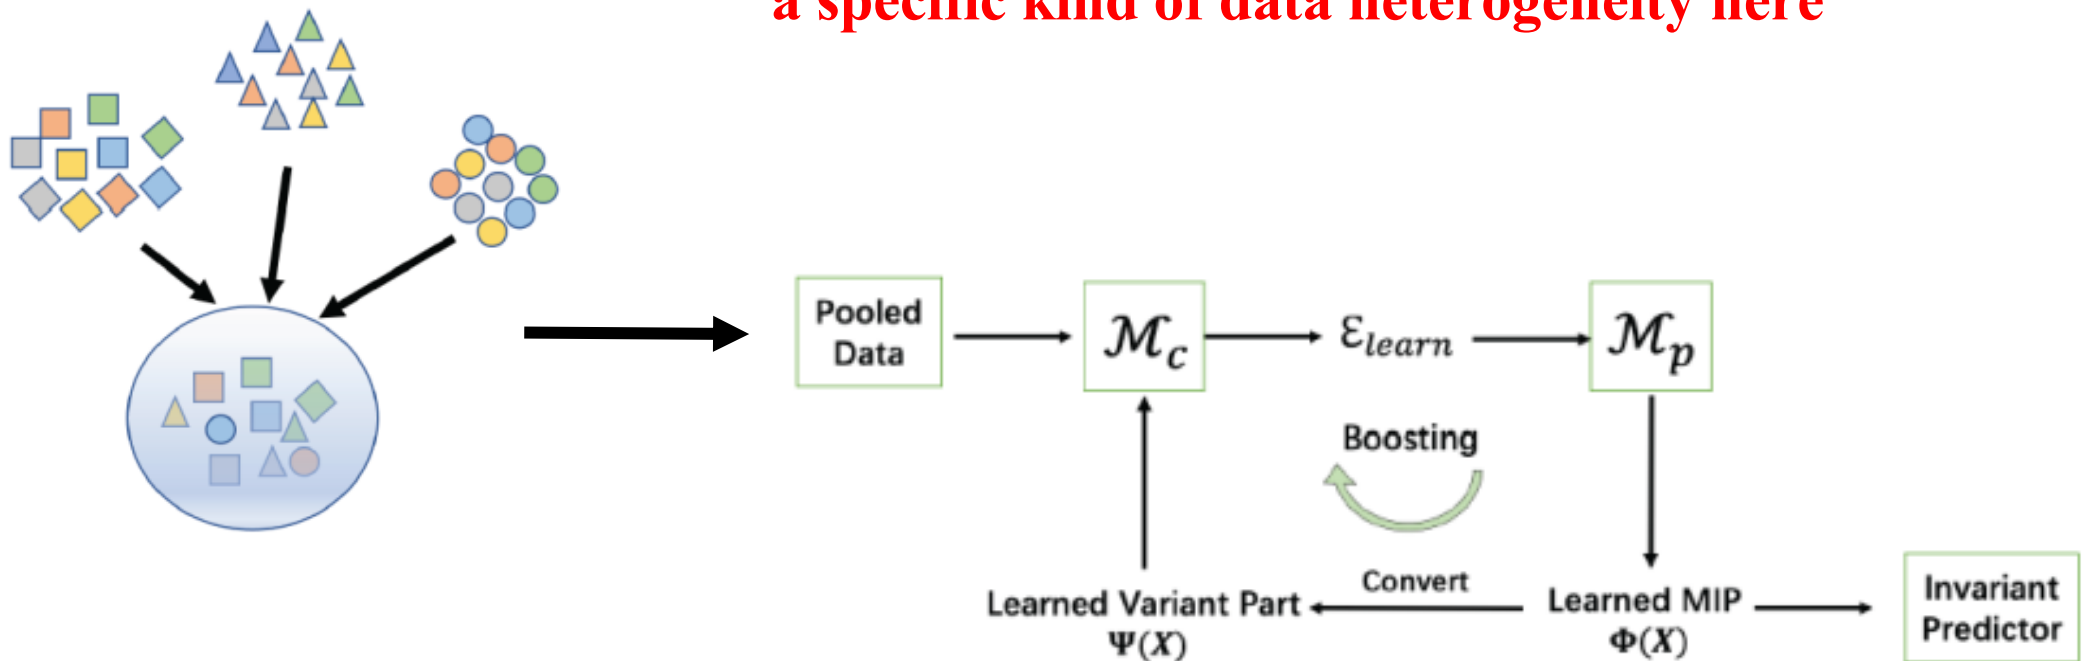 a specific kind of data heterogeneity here
Pooled
Data
ℳc
ℇlearn
ℳp
Boosting
Convert
Learned Variant Part
Ψ(X)
Learned MIP
Φ(X)
Invariant
Predictor